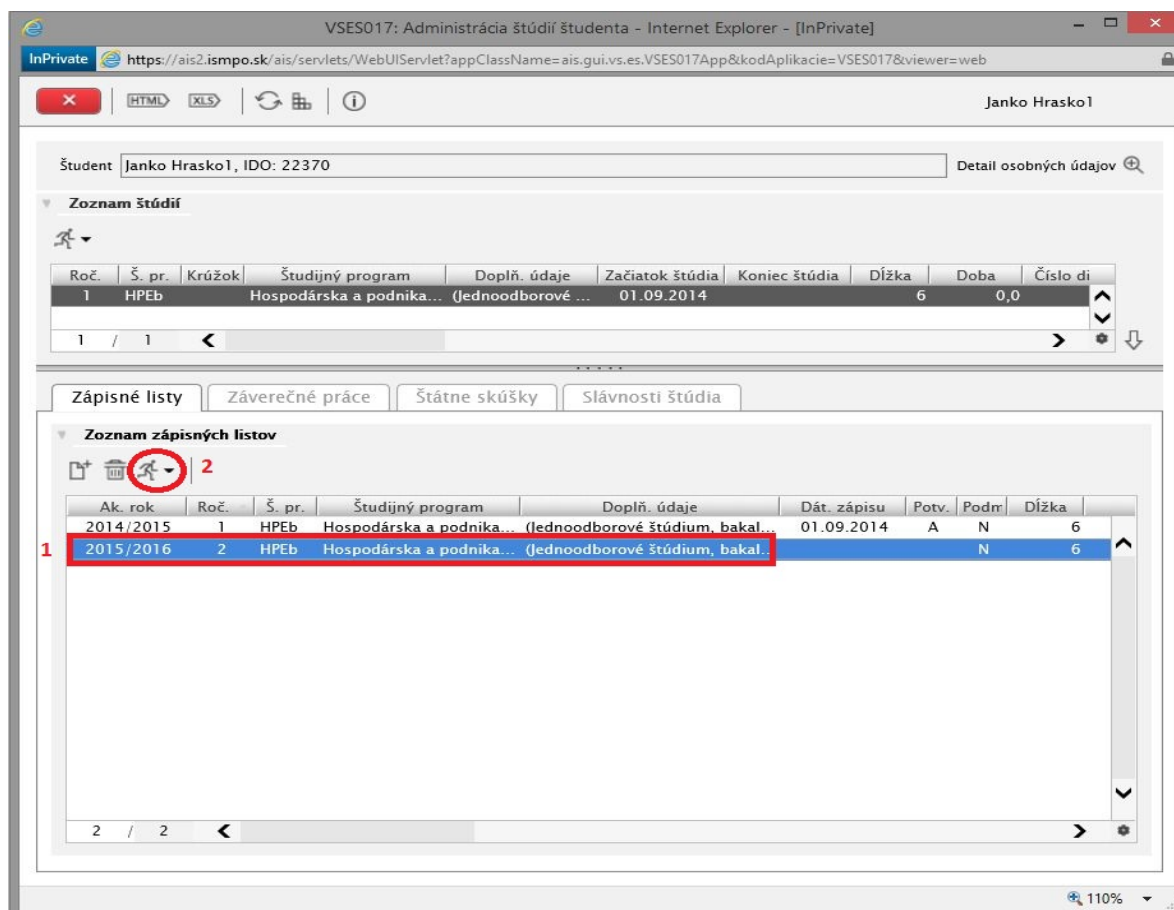 VSES017: Administrácia štúdií študenta - Internet Explorer - [InPrivate]
InPrivate https://ais2.ismpo.sk/ais/servlets/WebUIServlet?appClassName=ais.gui.vs.es.VSES017App&kodAplikacie=VSES017&viewer=web
HTML XLS Janko Hrasko1
Študent Janko Hrasko1, IDO: 22370 Detail osobných údajov
Zoznam štúdií
Roč. Š. pr. Krúžok Študijný program Doplň. údaje Začiatok štúdia Koniec štúdia Dĺžka Doba Číslo di
1 HPEb Hospodárska a podnika... (Jednoodborové ... 01.09.2014 6 0,0
1 / 1
Zápisné listy Záverečné práce Štátne skúšky Slávnosti štúdia
Zoznam zápisných listov
2
Ak. rok Roč. Š. pr. Študijný program Doplň. údaje Dát. zápisu Potv. Podm Dĺžka
2014/2015 1 HPEb Hospodárska a podnika... (Jednoodborové štúdium, bakal... 01.09.2014 A N 6
1 2015/2016 2 HPEb Hospodárska a podnika... (Jednoodborové štúdium, bakal... N 6
2 / 2
110%